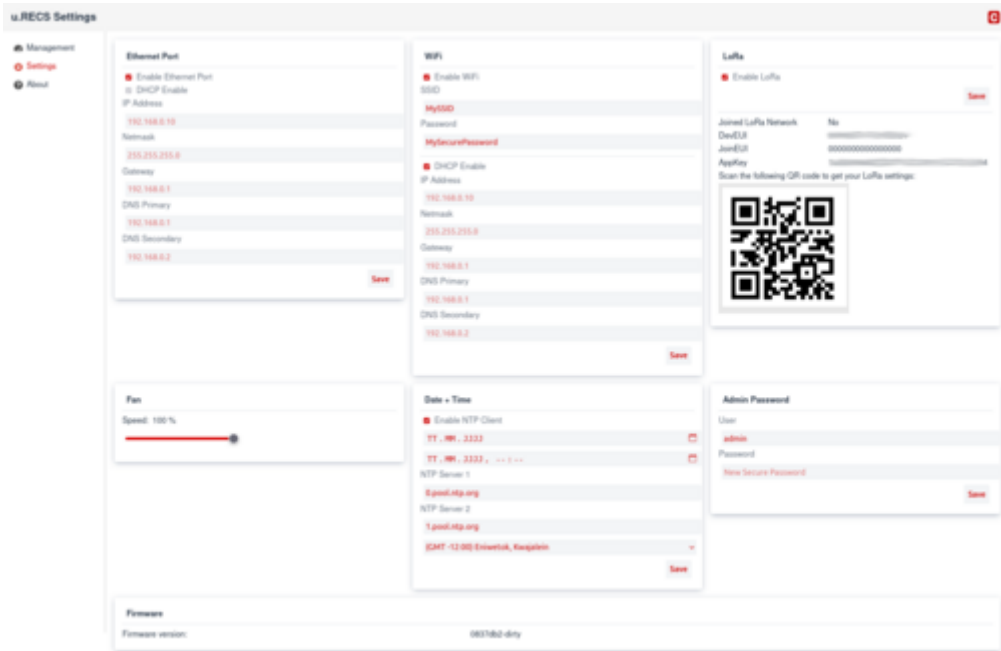 u.RECS Settings
Management
Settings
About
Ethernet Port
Enable Ethernet Port
DHCP Enable
IP Address
192.168.0.10
Netmask
255.255.255.0
Gateway
192.168.0.1
DNS Primary
192.168.0.1
DNS Secondary
192.168.0.2
Save
WiFi
Enable WiFi
SSID
MySSID
Password
MySecurePassword
DHCP Enable
IP Address
192.168.0.10
Netmask
255.255.255.0
Gateway
192.168.0.1
DNS Primary
192.168.0.1
DNS Secondary
192.168.0.2
Save
LoRa
Enable LoRa
Save
Joined LoRa Network No
DevEUI
JoinEUI 0000000000000000
AppKey
Scan the following QR code to get your LoRa settings:
Fan
Speed: 100 %
Date + Time
Enable NTP Client
TT.MM.JJJJ
TT.MM.JJJJ, --:--
NTP Server 1
0.pool.ntp.org
NTP Server 2
1.pool.ntp.org
(GMT -12:00) Eniwetok, Kwajalein
Save
Admin Password
User
admin
Password
New Secure Password
Save
Firmware
Firmware version: 0837db2-dirty